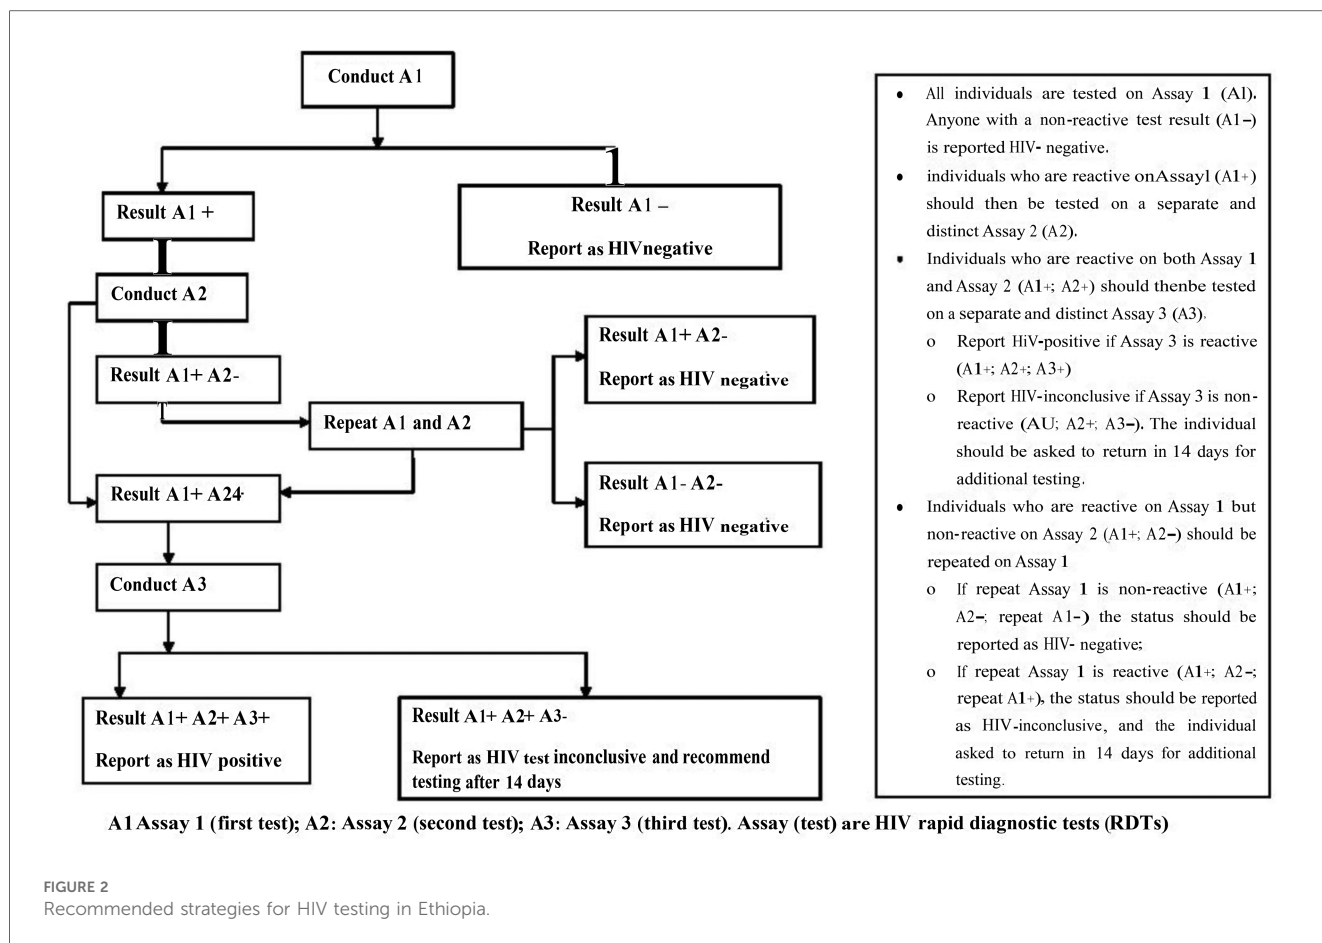 Conduct A1
Result A1 +
Result A1 –
Report as HIVnegative
Conduct A2
Result A1+ A2-
Repeat A1 and A2
Result A1+ A2-
Report as HIV negative
Result A1- A2-
Report as HIV negative
Result A1+ A24·
Conduct A3
Result A1+ A2+ A3+
Report as HIV positive
Result A1+ A2+ A3-
Report as HIV test inconclusive and recommend
testing after 14 days
• All individuals are tested on Assay 1 (Al).
Anyone with a non-reactive test result (A1–)
is reported HIV- negative.
• individuals who are reactive onAssayl (A1+)
should then be tested on a separate and
distinct Assay 2 (A2).
• Individuals who are reactive on both Assay 1
and Assay 2 (A1+; A2+) should thenbe tested
on a separate and distinct Assay 3 (A3).
o Report HiV-positive if Assay 3 is reactive
(A1+; A2+; A3+)
o Report HIV-inconclusive if Assay 3 is non-
reactive (AU; A2+; A3–). The individual
should be asked to return in 14 days for
additional testing.
• Individuals who are reactive on Assay 1 but
non-reactive on Assay 2 (A1+; A2–) should be
repeated on Assay 1
o If repeat Assay 1 is non-reactive (A1+;
A2–; repeat A1–) the status should be
reported as HIV- negative;
o If repeat Assay 1 is reactive (A1+; A2–;
repeat A1+), the status should be reported
as HIV-inconclusive, and the individual
asked to return in 14 days for additional
testing.
A1 Assay 1 (first test); A2: Assay 2 (second test); A3: Assay 3 (third test). Assay (test) are HIV rapid diagnostic tests (RDTs)
FIGURE 2
Recommended strategies for HIV testing in Ethiopia.